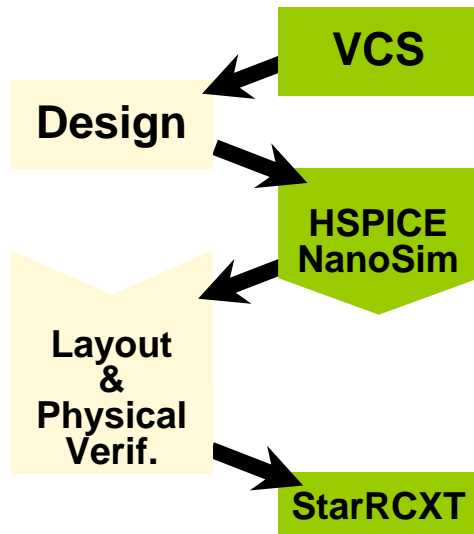 VCS
Design
HSPICE
NanoSim
Layout
&
Physical
Verif.
StarRCXT